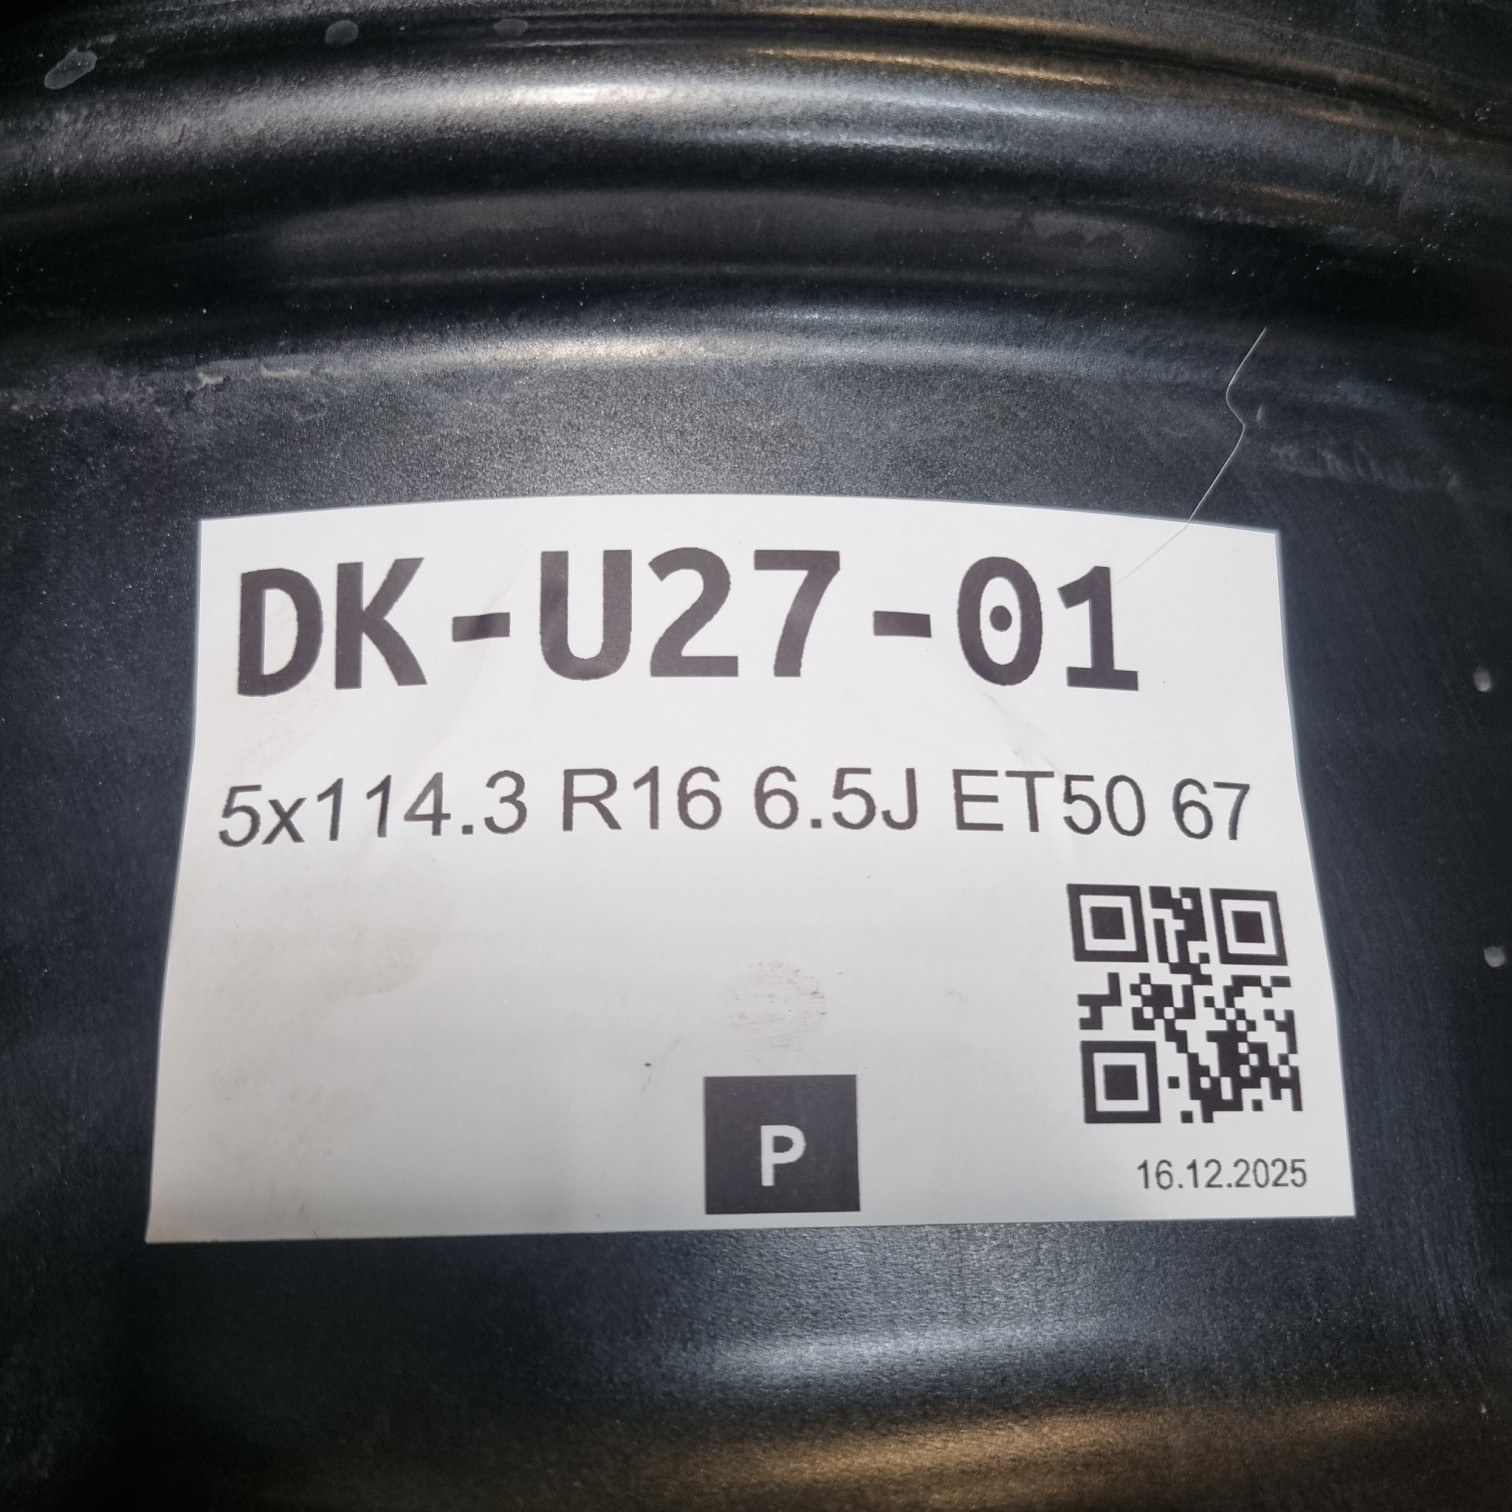 DK-U27-01
5x114.3 R16 6.5J ET50 67
P
16.12.2025